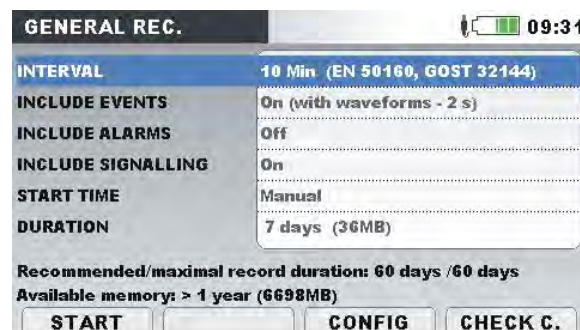 GENERAL REC. 09:31
INTERVAL 10 Min (EN 50160, GOST 32144)
INCLUDE EVENTS On (with waveforms - 2 s)
INCLUDE ALARMS Off
INCLUDE SIGNALLING On
START TIME Manual
DURATION 7 days (36MB)
Recommended/maximal record duration: 60 days /60 days
Available memory: > 1 year (6698MB)
START CONFIG CHECK C.